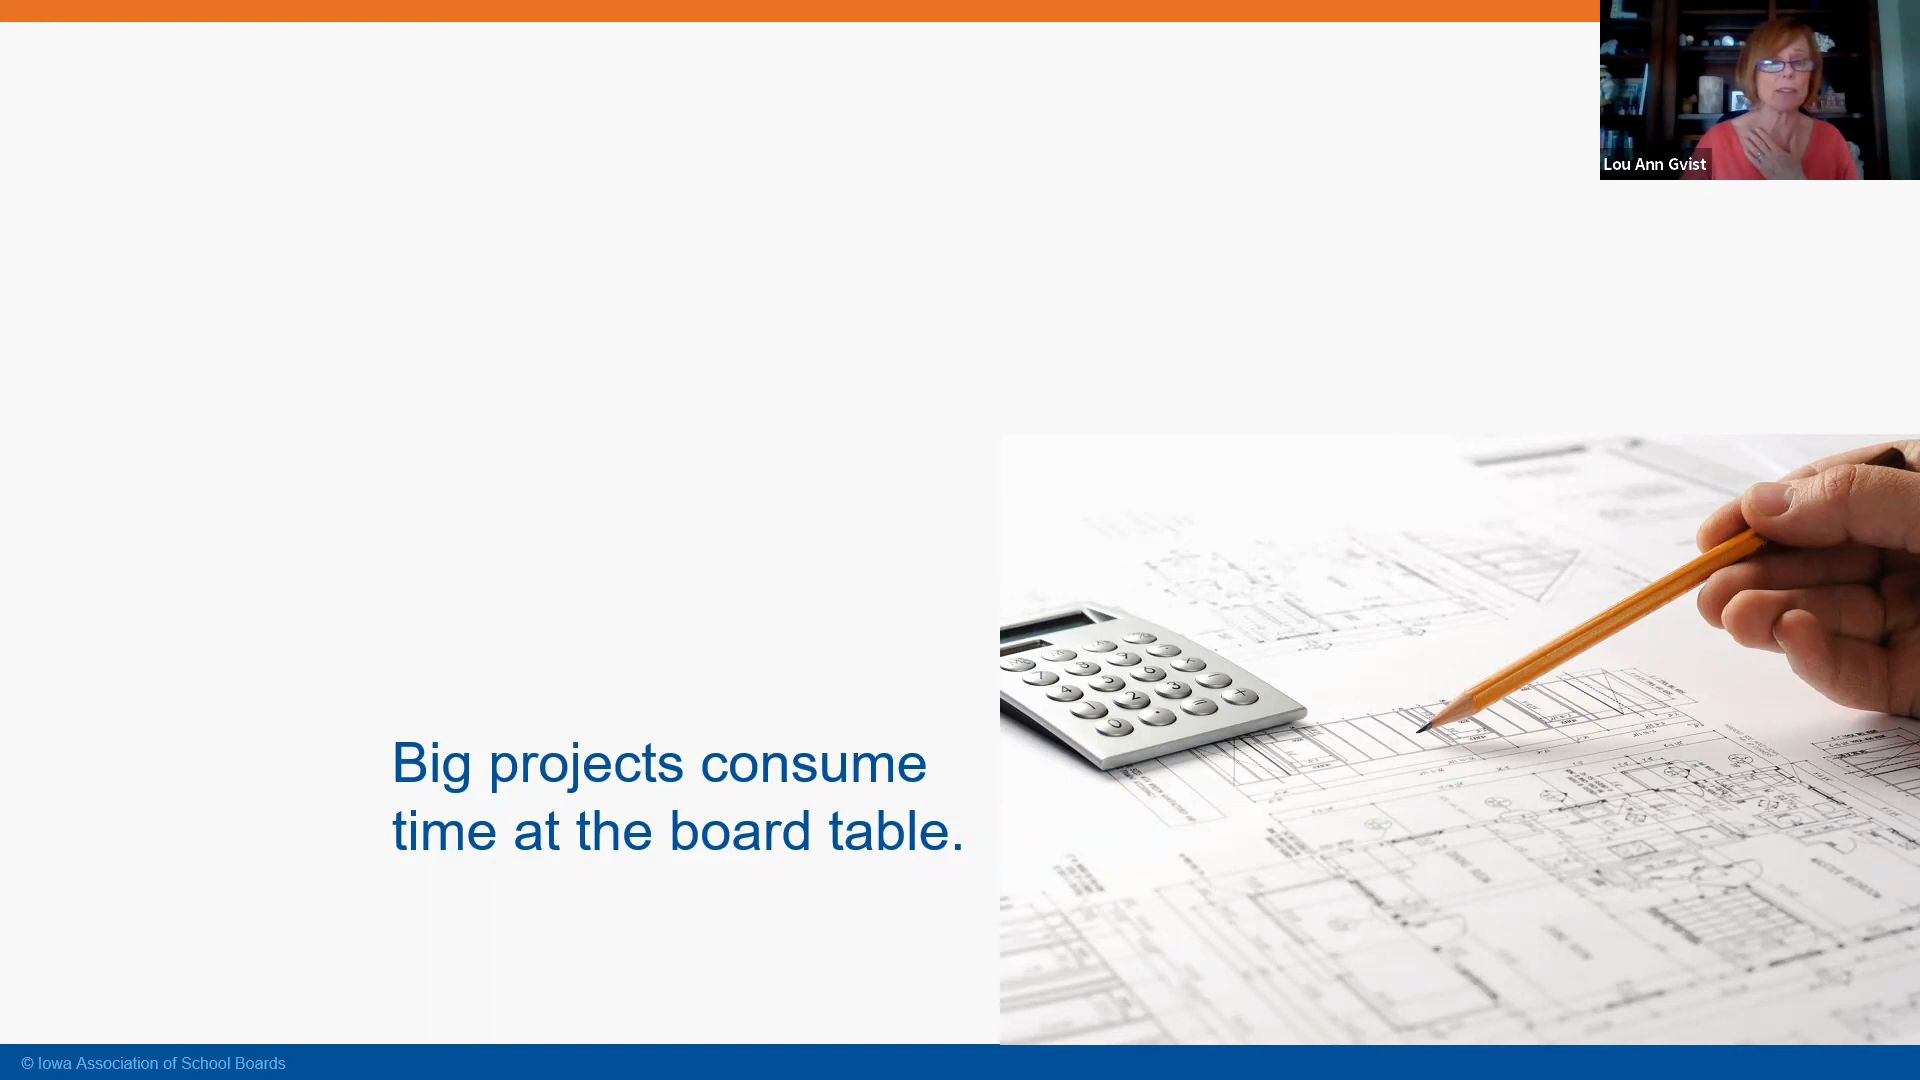 Lou Ann Gvist
Big projects consume
time at the board table.
© Iowa Association of School Boards